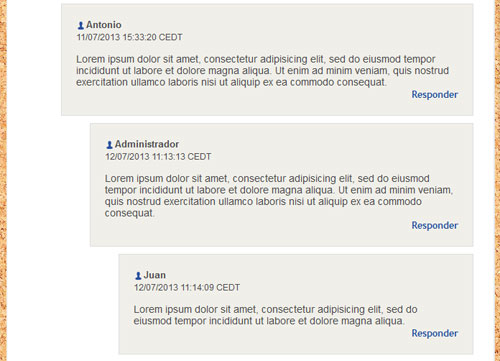 Antonio
11/07/2013 15:33:20 CEDT
Lorem ipsum dolor sit amet, consectetur adipisicing elit, sed do eiusmod tempor
incididunt ut labore et dolore magna aliqua. Ut enim ad minim veniam, quis nostrud
exercitation ullamco laboris nisi ut aliquip ex ea commodo consequat.
Responder
Administrador
12/07/2013 11:13:13 CEDT
Lorem ipsum dolor sit amet, consectetur adipisicing elit, sed do eiusmod
tempor incididunt ut labore et dolore magna aliqua. Ut enim ad minim veniam,
quis nostrud exercitation ullamco laboris nisi ut aliquip ex ea commodo
consequat.
Responder
Juan
12/07/2013 11:14:09 CEDT
Lorem ipsum dolor sit amet, consectetur adipisicing elit, sed do
eiusmod tempor incididunt ut labore et dolore magna aliqua.
Responder